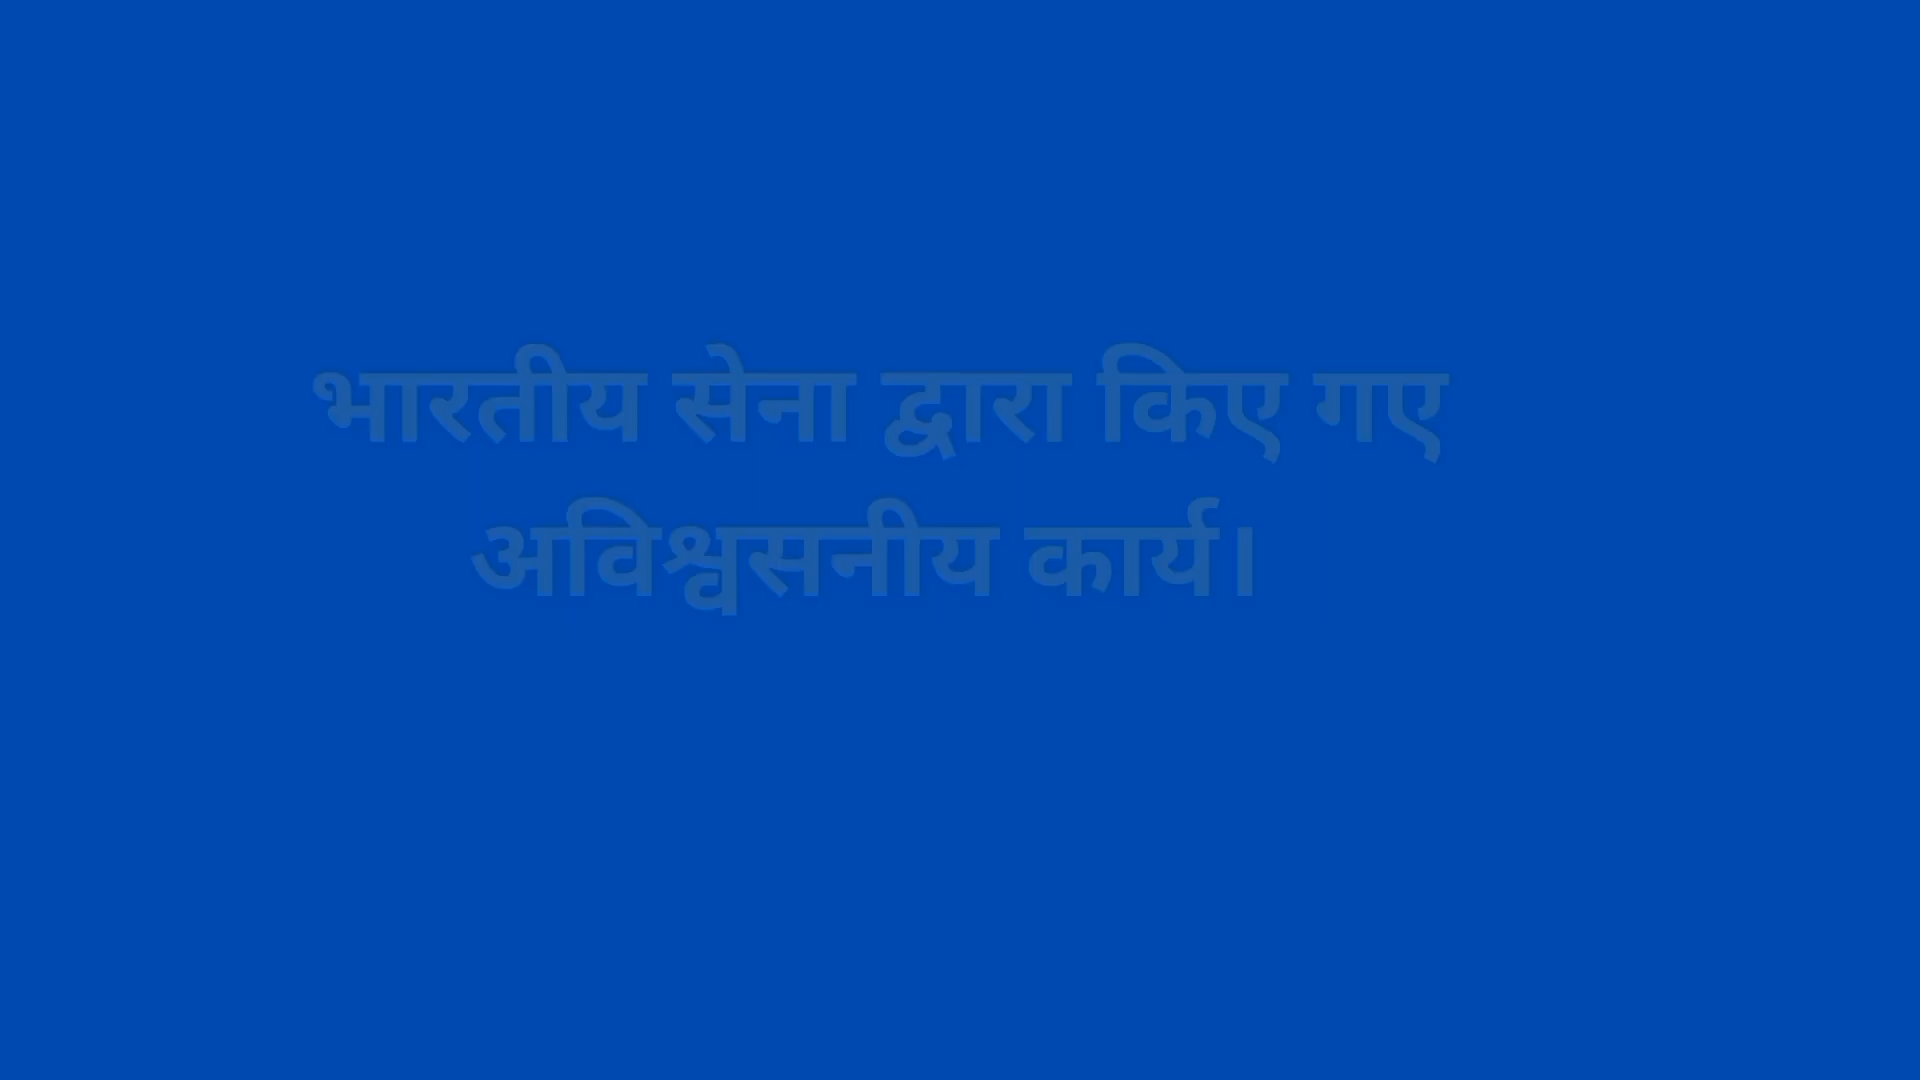 भारतीय सेना द्वारा किए गए
अविश्वसनीय कार्य।